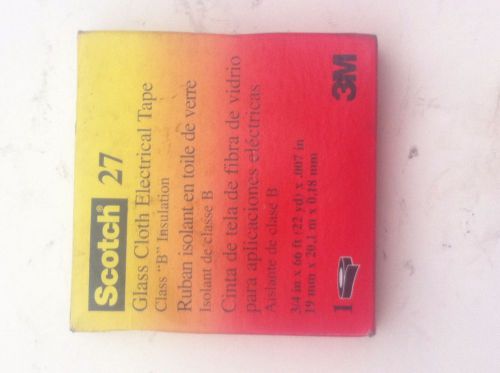 Scotch® 27
Glass Cloth Electrical Tape
Class "B" Insulation
Ruban isolant en toile de verre
Isolant de classe B
Cinta de tela de fibra de vidrio
para aplicaciones eléctricas
Aislante de clase B
3/4 in x 66 ft (22 yd) x .007 in
19 mm x 20,1 m x 0,18 mm
1
3M